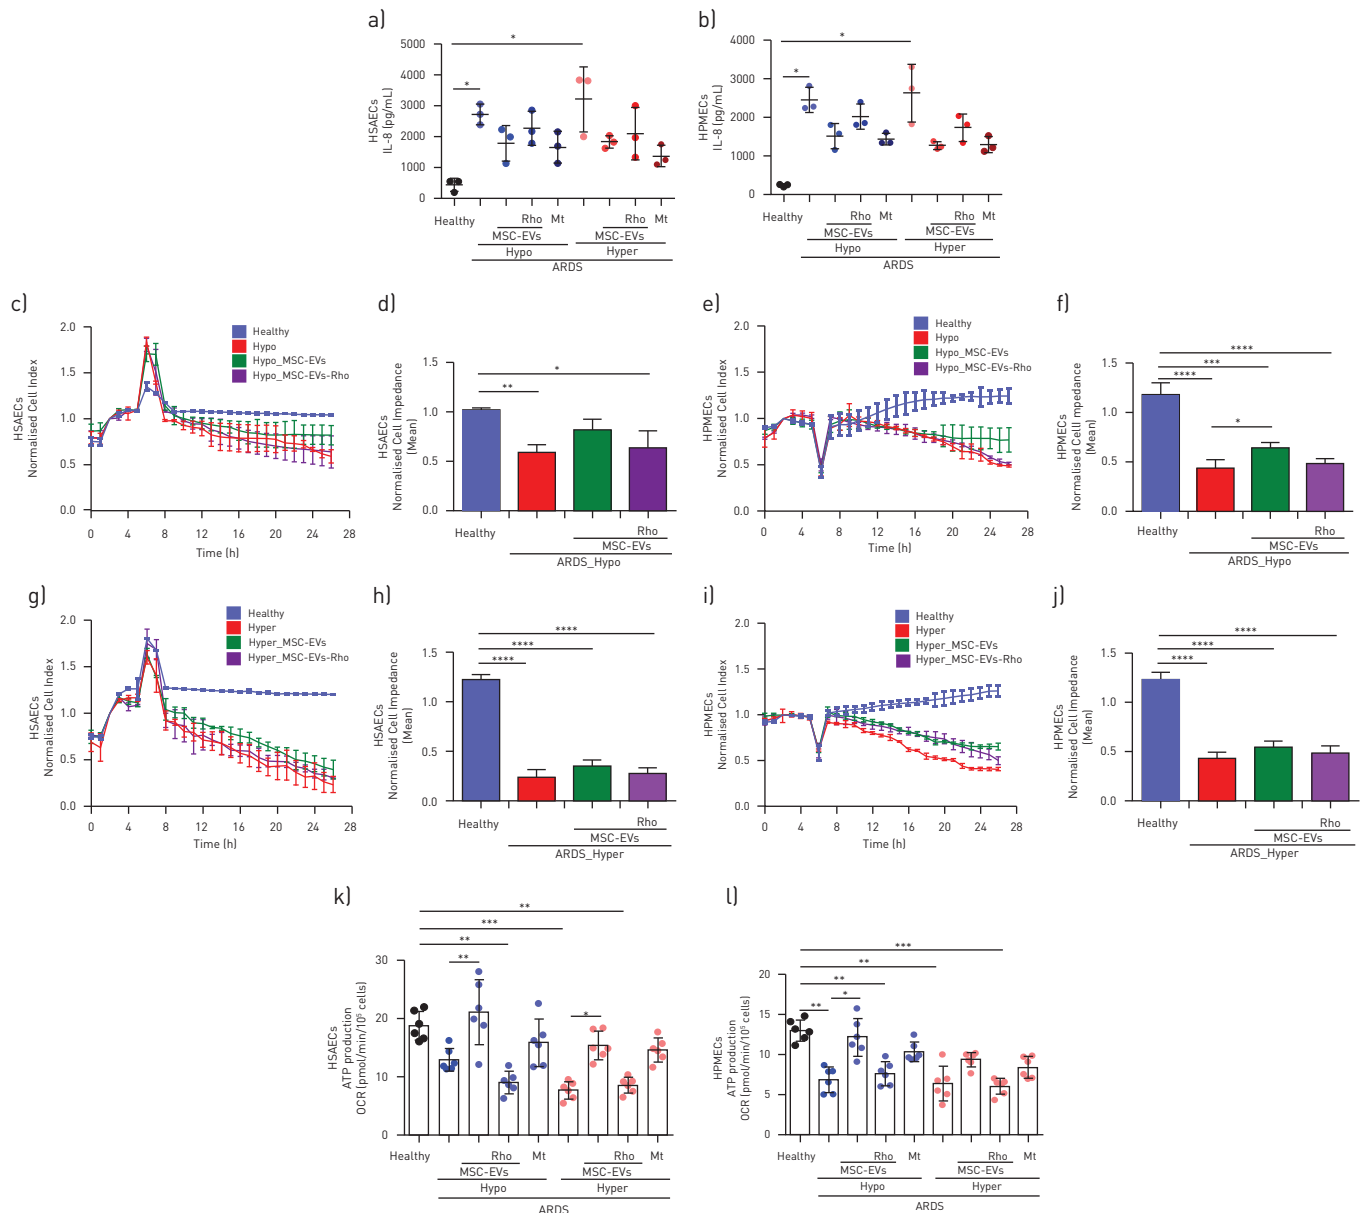 a)
HSAECs
IL-8 (pg/mL)
5000
4000
3000
2000
1000
0
*
*
Healthy
Rho
Mt
Rho
Mt
MSC-EVs
MSC-EVs
Hypo
Hyper
ARDS
b)
HPMECs
IL-8 (pg/mL)
4000
3000
2000
1000
0
*
*
Healthy
Rho
Mt
Rho
Mt
MSC-EVs
MSC-EVs
Hypo
Hyper
ARDS
c)
HSAECs
Normalised Cell Index
2.0
1.5
1.0
0.5
0.0
Healthy
Hypo
Hypo_MSC-EVs
Hypo_MSC-EVs-Rho
0 4 8 12 16 20 24 28
Time (h)
d)
HSAECs
Normalised Cell Impedance
(Mean)
1.5
1.0
0.5
0.0
*
**
Healthy
Rho
MSC-EVs
ARDS_Hypo
e)
HPMECs
Normalised Cell Index
2.0
1.5
1.0
0.5
0.0
Healthy
Hypo
Hypo_MSC-EVs
Hypo_MSC-EVs-Rho
0 4 8 12 16 20 24 28
Time (h)
f)
HPMECs
Normalised Celll Impedance
(Mean)
1.5
1.0
0.5
0.0
****
***
****
*
Healthy
Rho
MSC-EVs
ARDS_Hypo
g)
HSAECs
Normalised Cell Index
2.0
1.5
1.0
0.5
0.0
Healthy
Hyper
Hyper_MSC-EVs
Hyper_MSC-EVs-Rho
0 4 8 12 16 20 24 28
Time (h)
h)
HSAECs
Normalised Cell Impedance
(Mean)
1.5
1.0
0.5
0.0
****
****
****
Healthy
Rho
MSC-EVs
ARDS_Hyper
i)
HPMECs
Normalised Cell Index
2.0
1.5
1.0
0.5
0.0
Healthy
Hyper
Hyper_MSC-EVs
Hyper_MSC-EVs-Rho
0 4 8 12 16 20 24 28
Time (h)
j)
HPMECs
Normalised Cell Impedance
(Mean)
1.5
1.0
0.5
0.0
****
****
****
Healthy
Rho
MSC-EVs
ARDS_Hyper
k)
HSAECs
ATP production
OCR (pmol/min/10⁵ cells)
30
20
10
0
**
***
**
**
*
Healthy
Rho
Mt
Rho
Mt
MSC-EVs
MSC-EVs
Hypo
Hyper
ARDS
l)
HPMECs
ATP production
OCR (pmol/min/10⁵ cells)
20
15
10
5
0
***
**
**
**
*
Healthy
Rho
Mt
Rho
Mt
MSC-EVs
MSC-EVs
Hypo
Hyper
ARDS